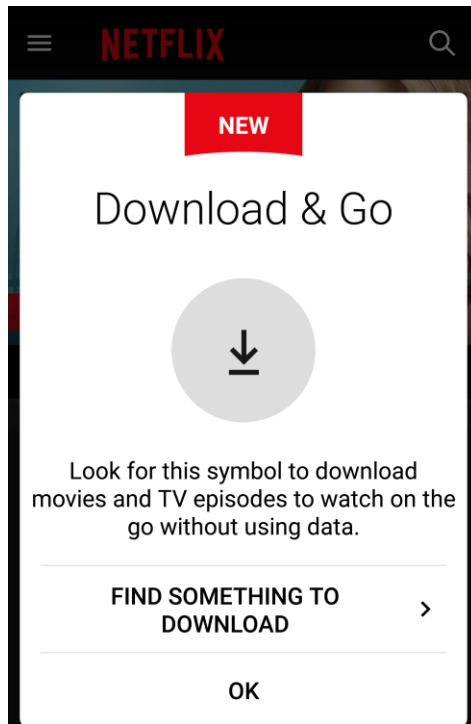 NETFLIX
NEW
Download & Go
Look for this symbol to download
movies and TV episodes to watch on the
go without using data.
FIND SOMETHING TO
DOWNLOAD
OK